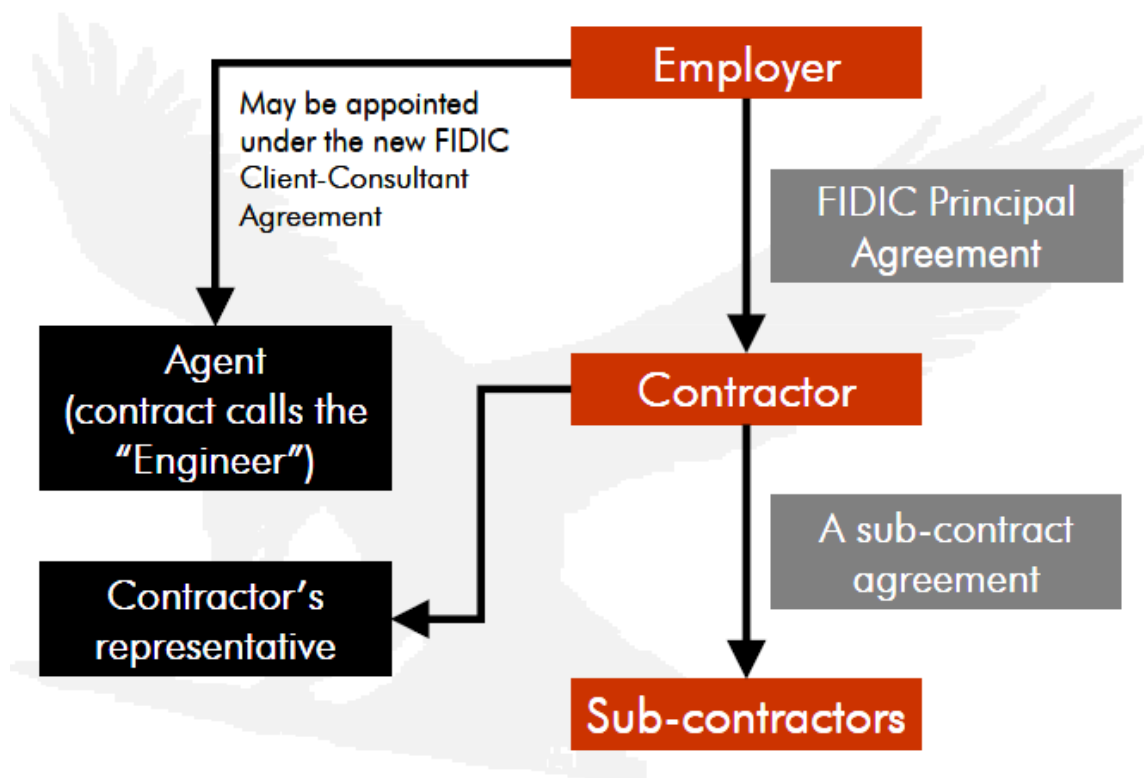 Employer
May be appointed
under the new FIDIC
Client-Consultant
Agreement
FIDIC Principal
Agreement
Agent
(contract calls the
“Engineer”)
Contractor
A sub-contract
agreement
Contractor’s
representative
Sub-contractors